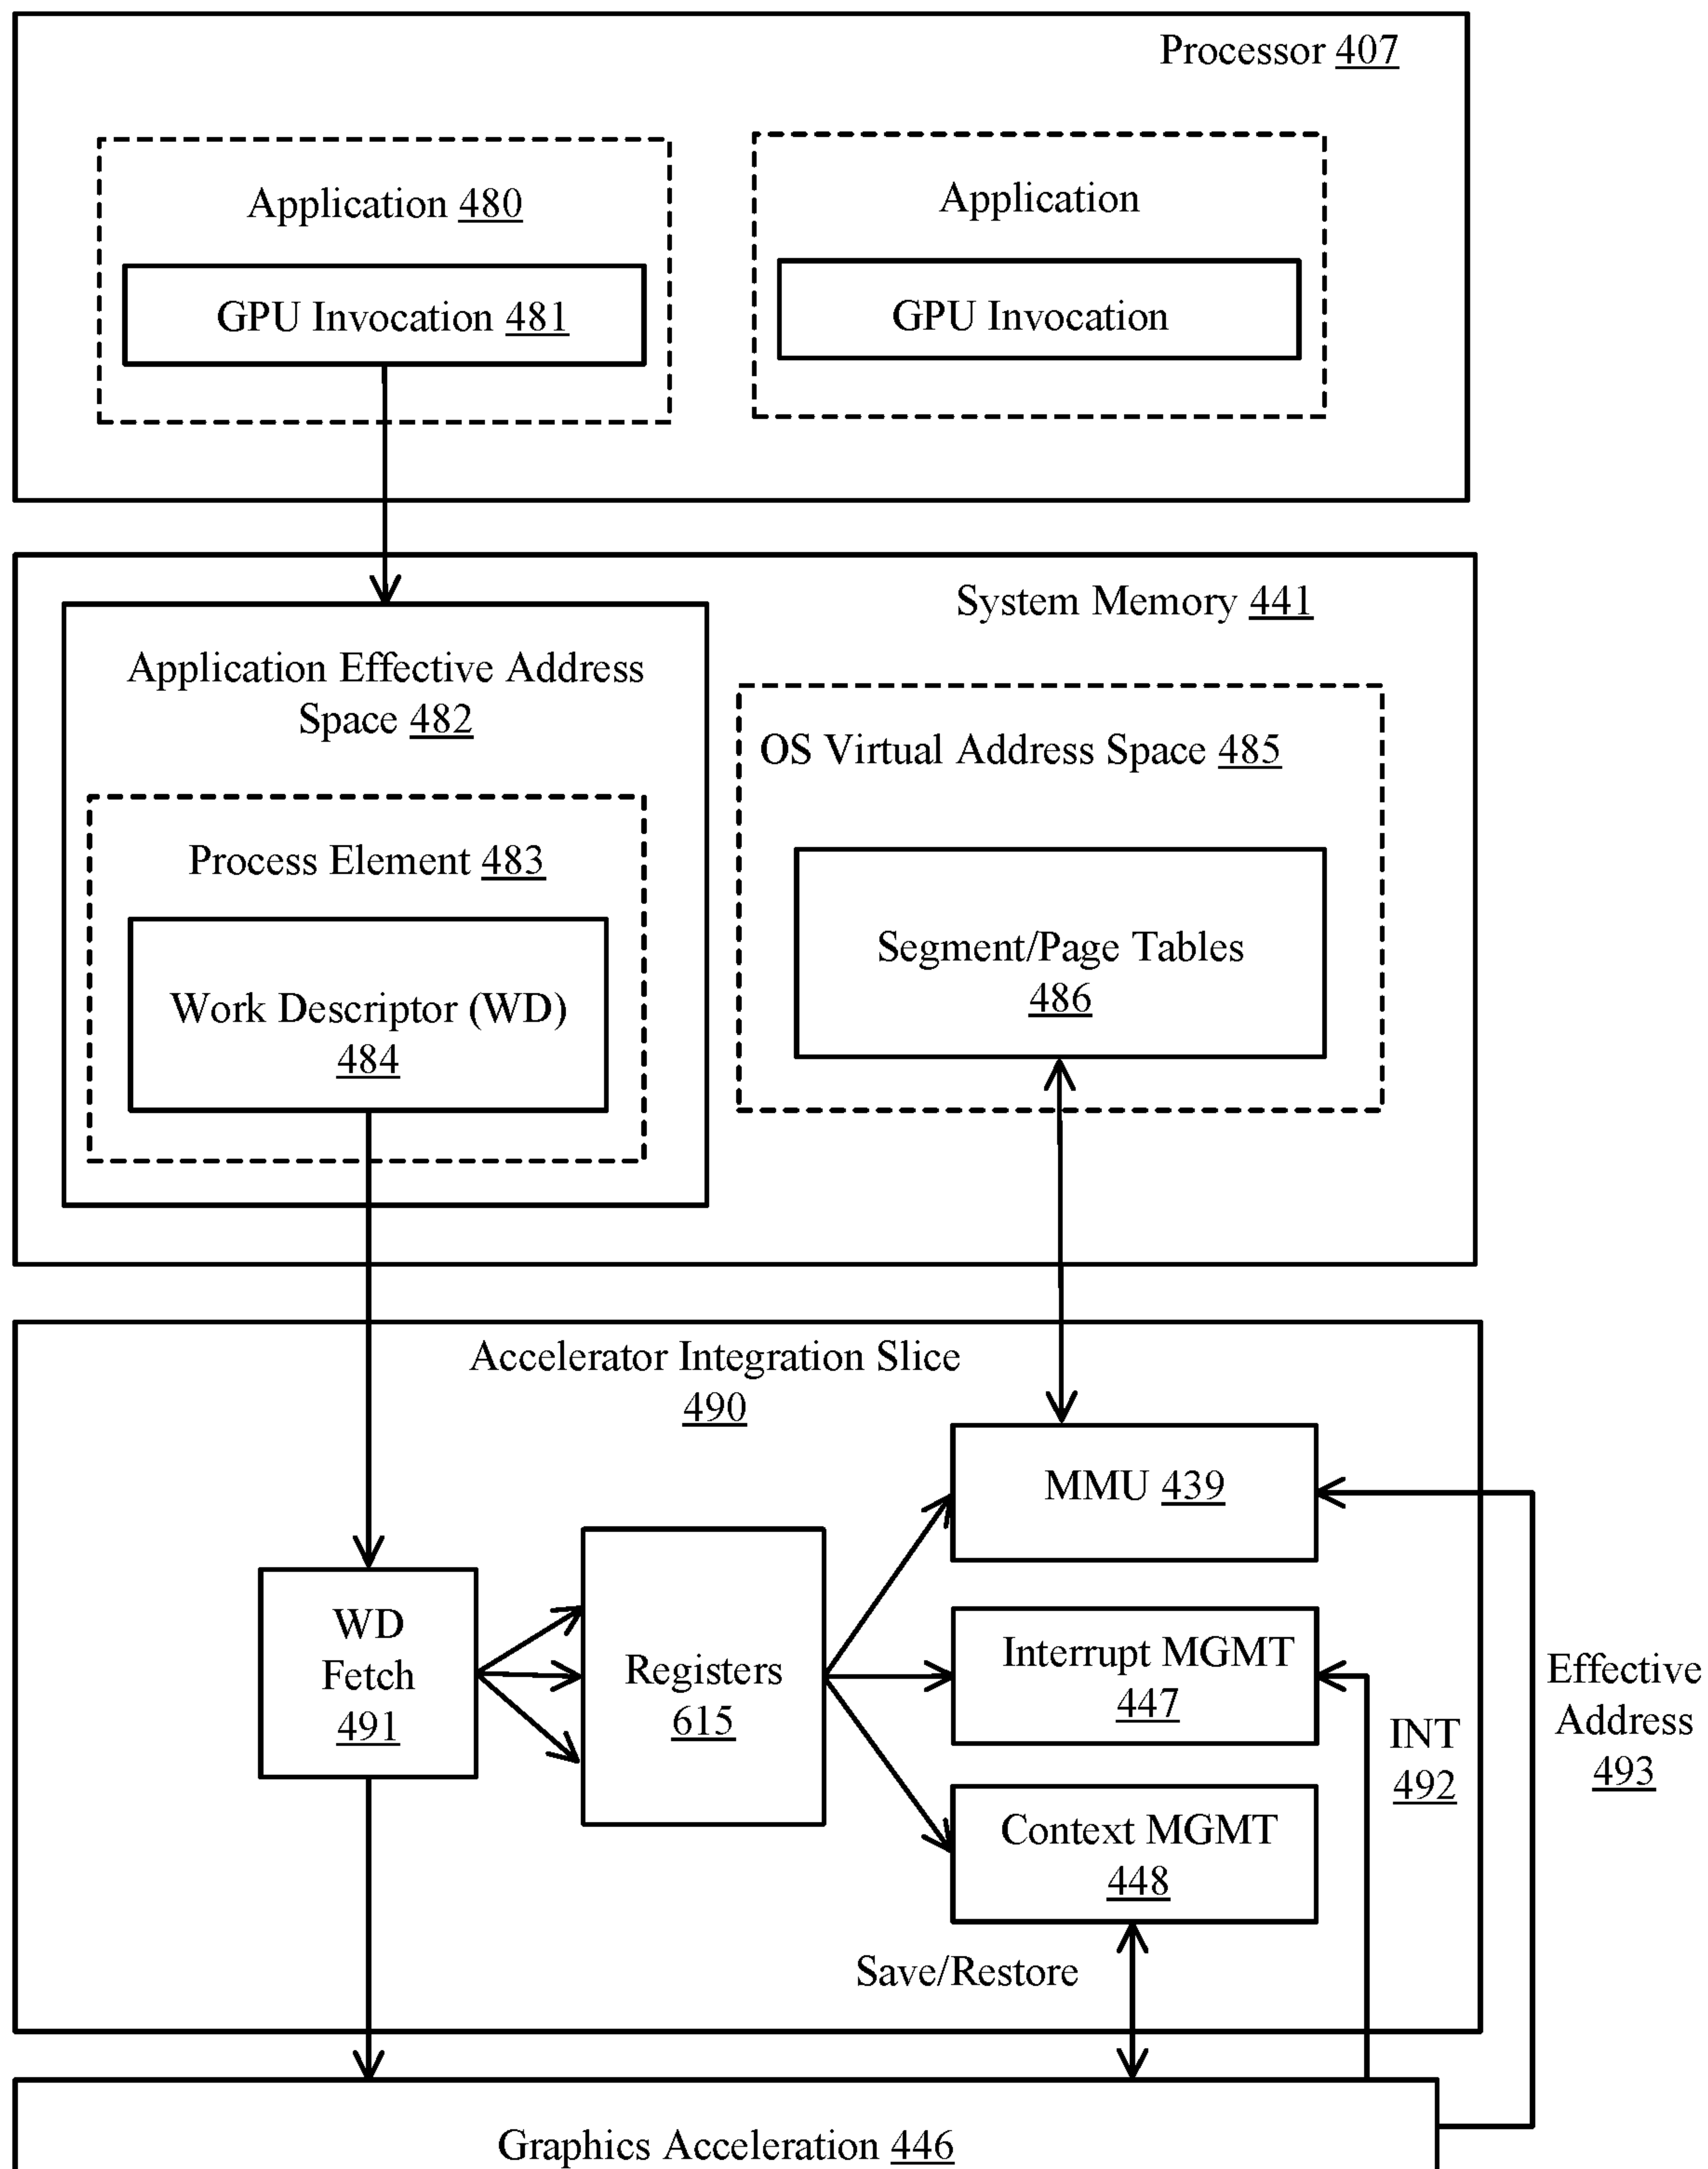 Processor 407
Application 480
GPU Invocation 481
Application
GPU Invocation
System Memory 441
Application Effective Address
Space 482
Process Element 483
Work Descriptor (WD)
484
OS Virtual Address Space 485
Segment/Page Tables
486
Accelerator Integration Slice
490
MMU 439
WD
Fetch
491
Registers
615
Interrupt MGMT
447
Context MGMT
448
INT
492
Effective
Address
493
Save/Restore
Graphics Acceleration 446